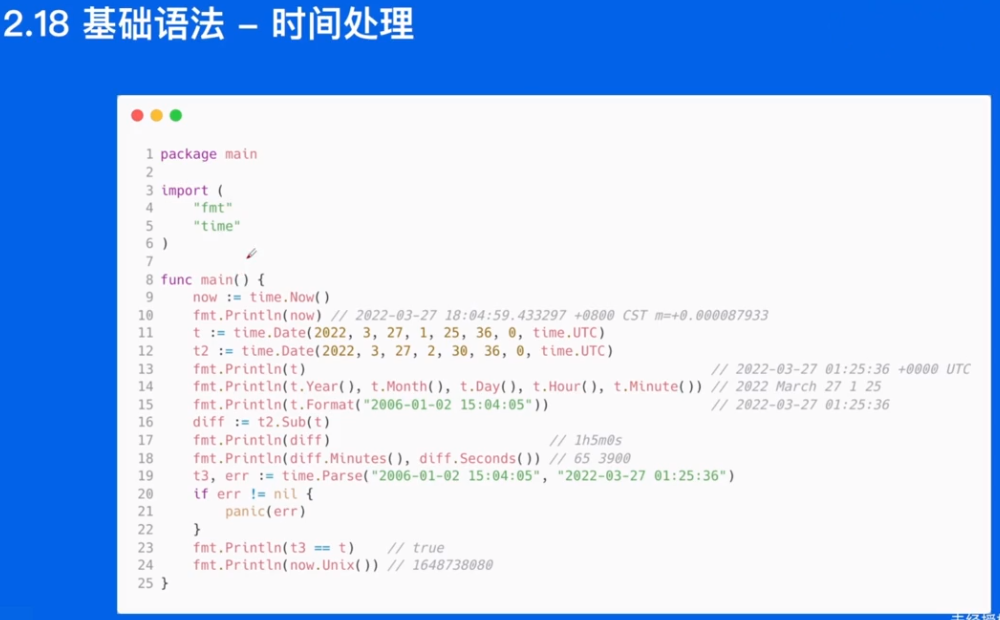 2.18 基础语法 – 时间处理
1 package main
2
3 import (
4 "fmt"
5 "time"
6 )
7
8 func main() {
9 now := time.Now()
10 fmt.Println(now) // 2022-03-27 18:04:59.433297 +0800 CST m=+0.000087933
11 t := time.Date(2022, 3, 27, 1, 25, 36, 0, time.UTC)
12 t2 := time.Date(2022, 3, 27, 2, 30, 36, 0, time.UTC)
13 fmt.Println(t) // 2022-03-27 01:25:36 +0000 UTC
14 fmt.Println(t.Year(), t.Month(), t.Day(), t.Hour(), t.Minute()) // 2022 March 27 1 25
15 fmt.Println(t.Format("2006-01-02 15:04:05")) // 2022-03-27 01:25:36
16 diff := t2.Sub(t)
17 fmt.Println(diff) // 1h5m0s
18 fmt.Println(diff.Minutes(), diff.Seconds()) // 65 3900
19 t3, err := time.Parse("2006-01-02 15:04:05", "2022-03-27 01:25:36")
20 if err != nil {
21 panic(err)
22 }
23 fmt.Println(t3 == t) // true
24 fmt.Println(now.Unix()) // 1648738080
25 }